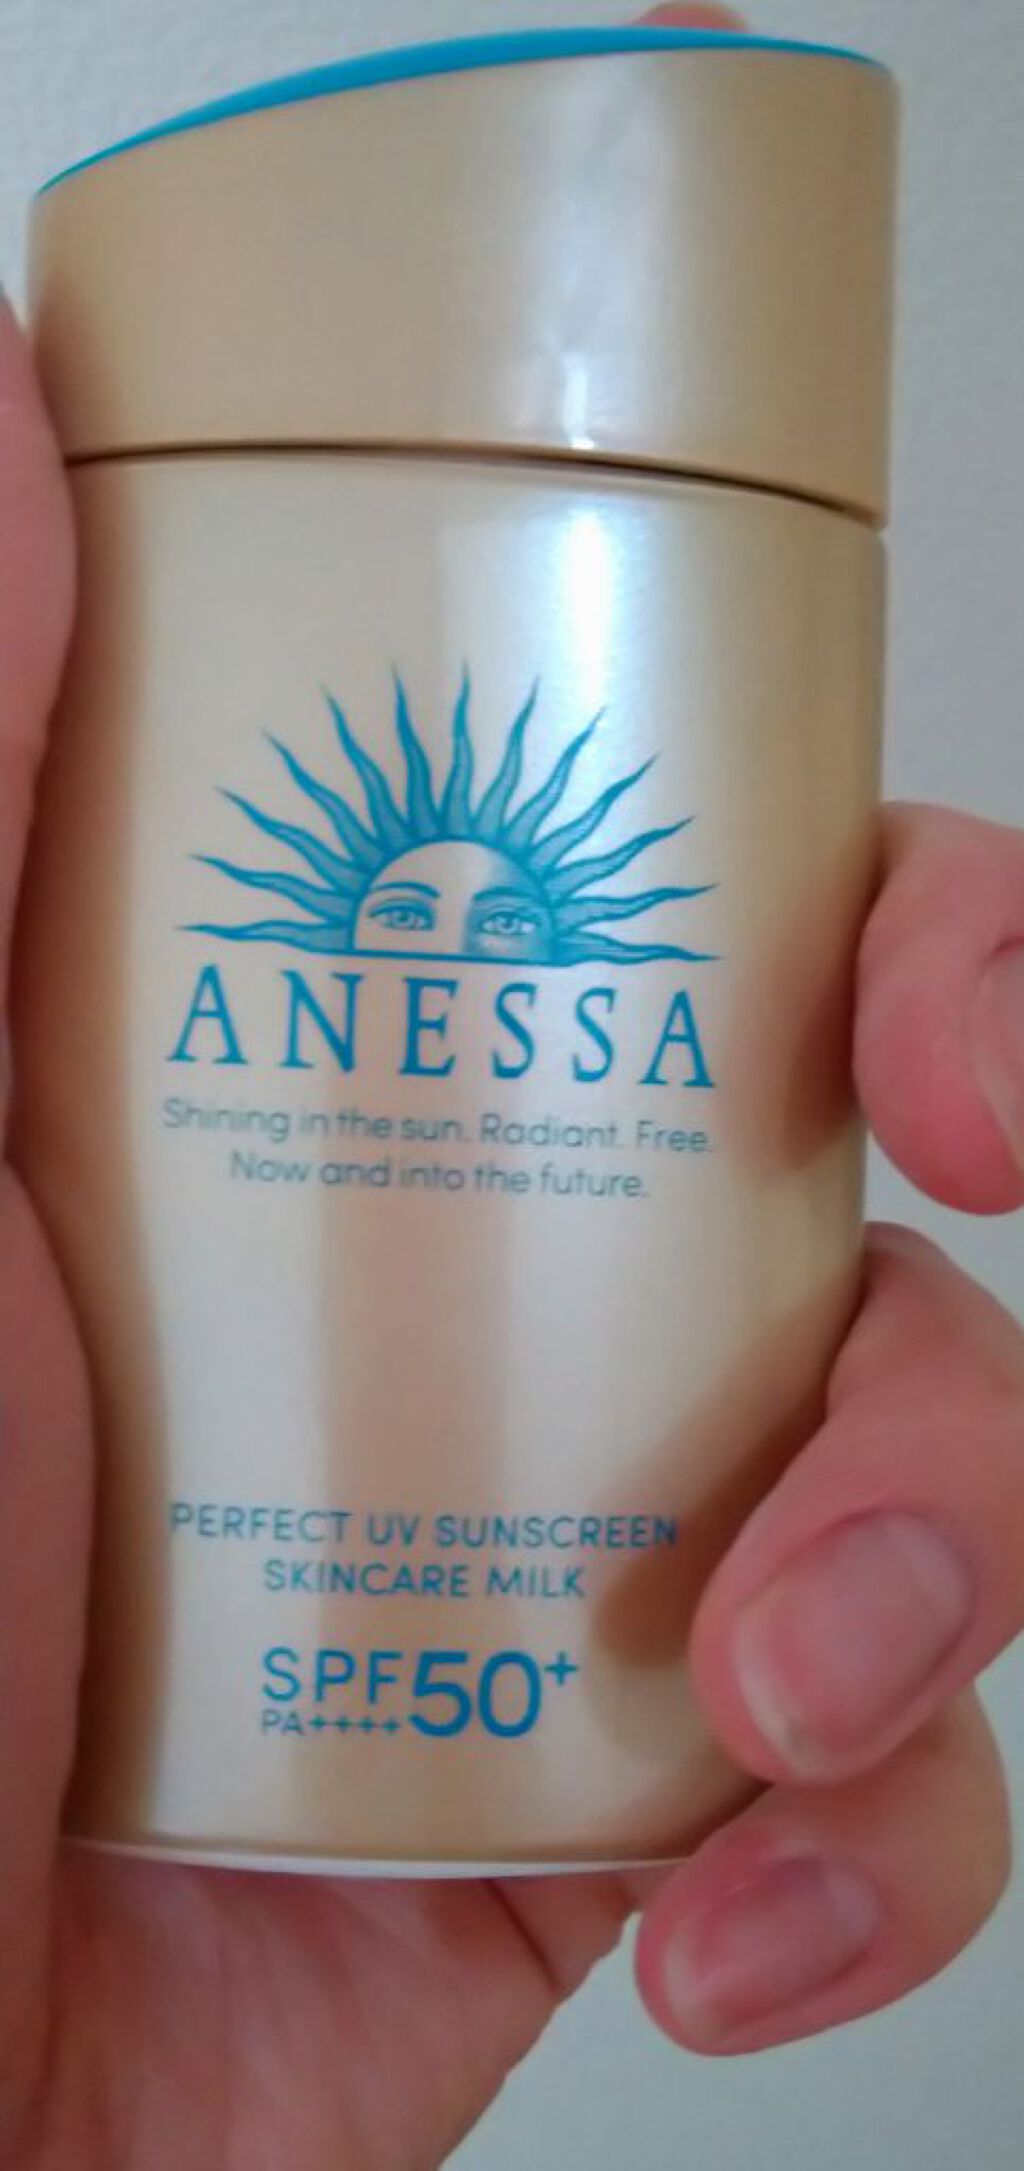 ANESSA
Shining in the sun. Radiant. Free.
Now and into the future.
PERFECT UV SUNSCREEN
SKINCARE MILK
SPF50+
PA++++